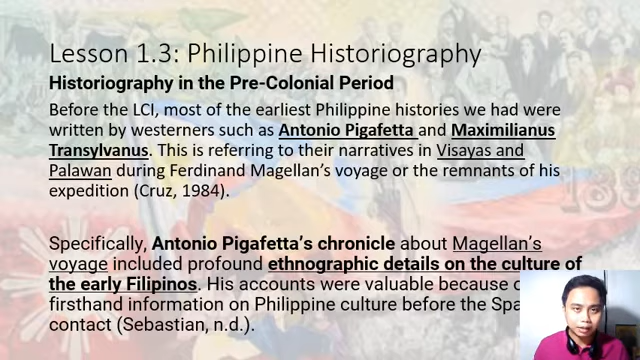 Lesson 1.3: Philippine Historiography
Historiography in the Pre-Colonial Period
Before the LCI, most of the earliest Philippine histories we had were
written by westerners such as Antonio Pigafetta and Maximilianus
Transylvanus. This is referring to their narratives in Visayas and
Palawan during Ferdinand Magellan's voyage or the remnants of his
expedition (Cruz, 1984).
Specifically, Antonio Pigafetta's chronicle about Magellan's
voyage included profound ethnographic details on the culture of
the early Filipinos. His accounts were valuable because
firsthand information on Philippine culture before the
contact (Sebastian, n.d.).